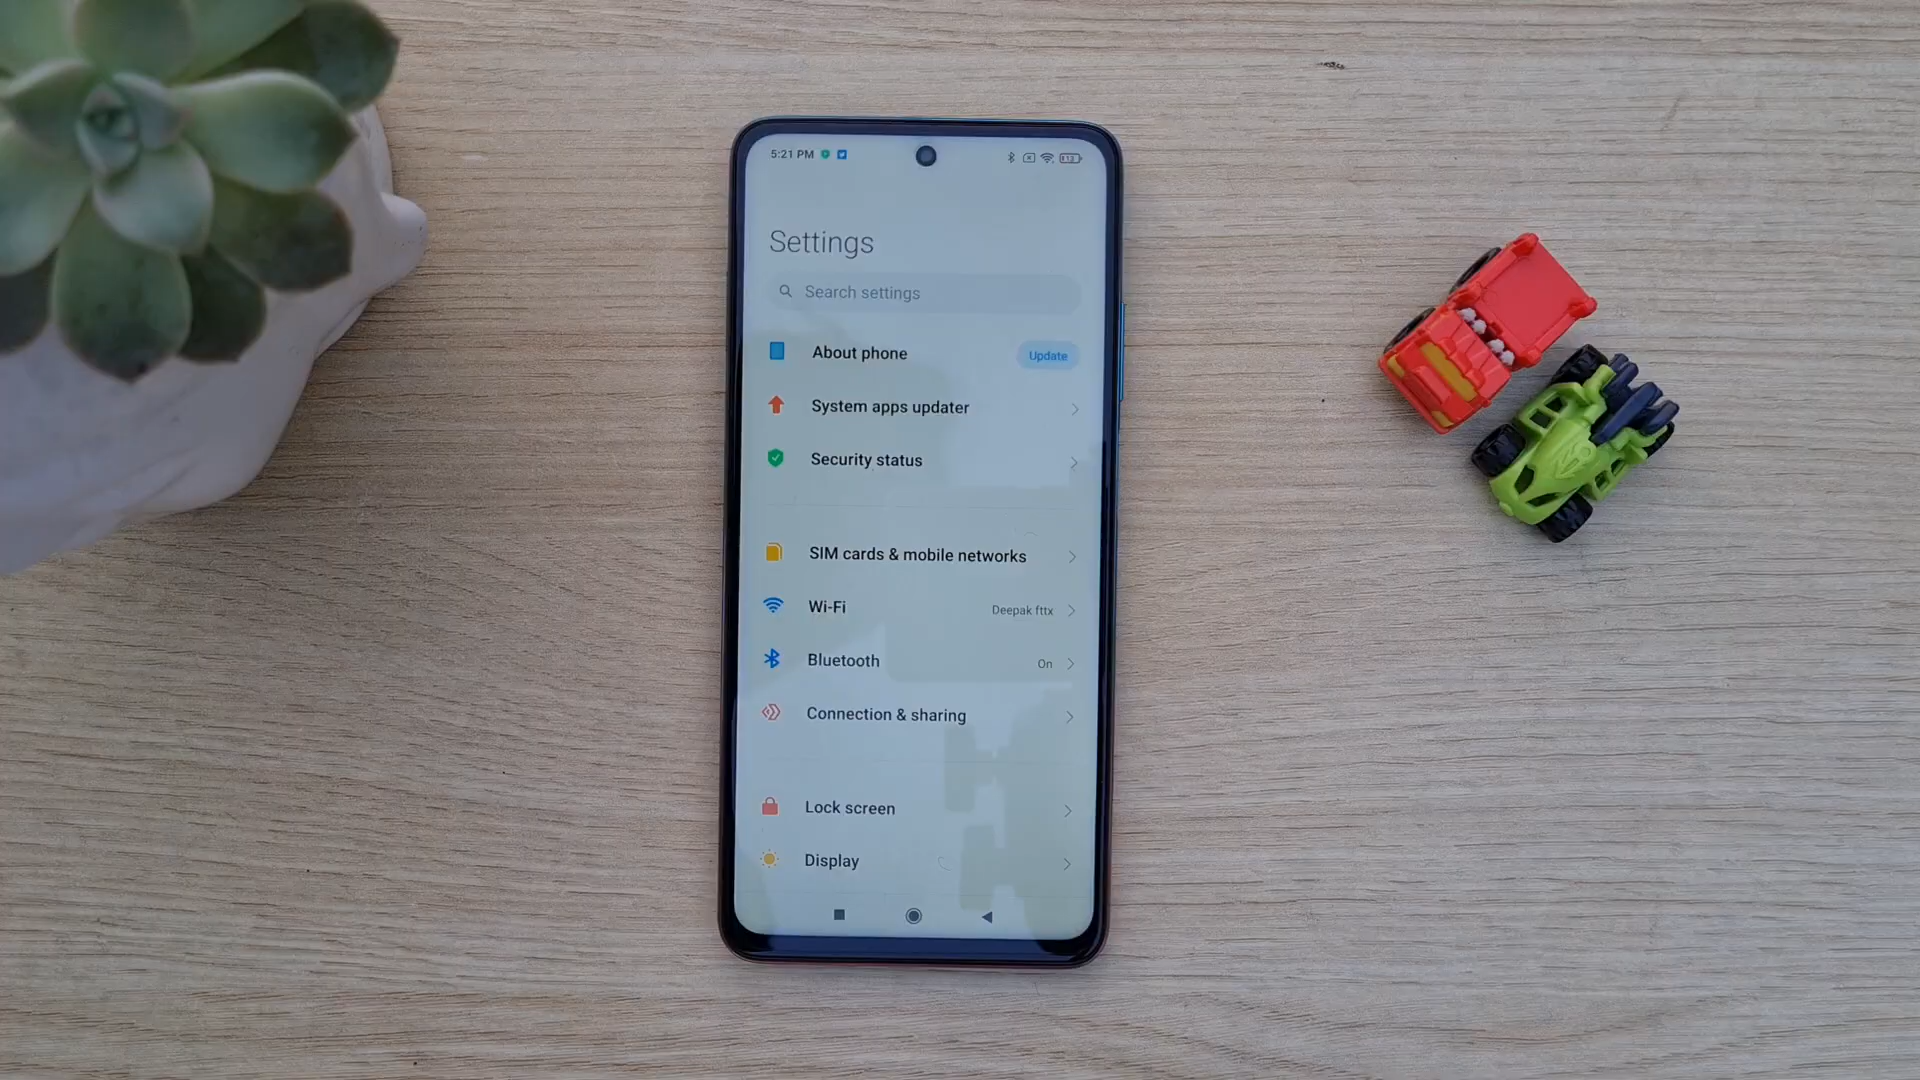 5:21 PM
Settings
Search settings
About phone Update
System apps updater
Security status
SIM cards & mobile networks
Wi-Fi Deepak fttx
Bluetooth On
Connection & sharing
Lock screen
Display